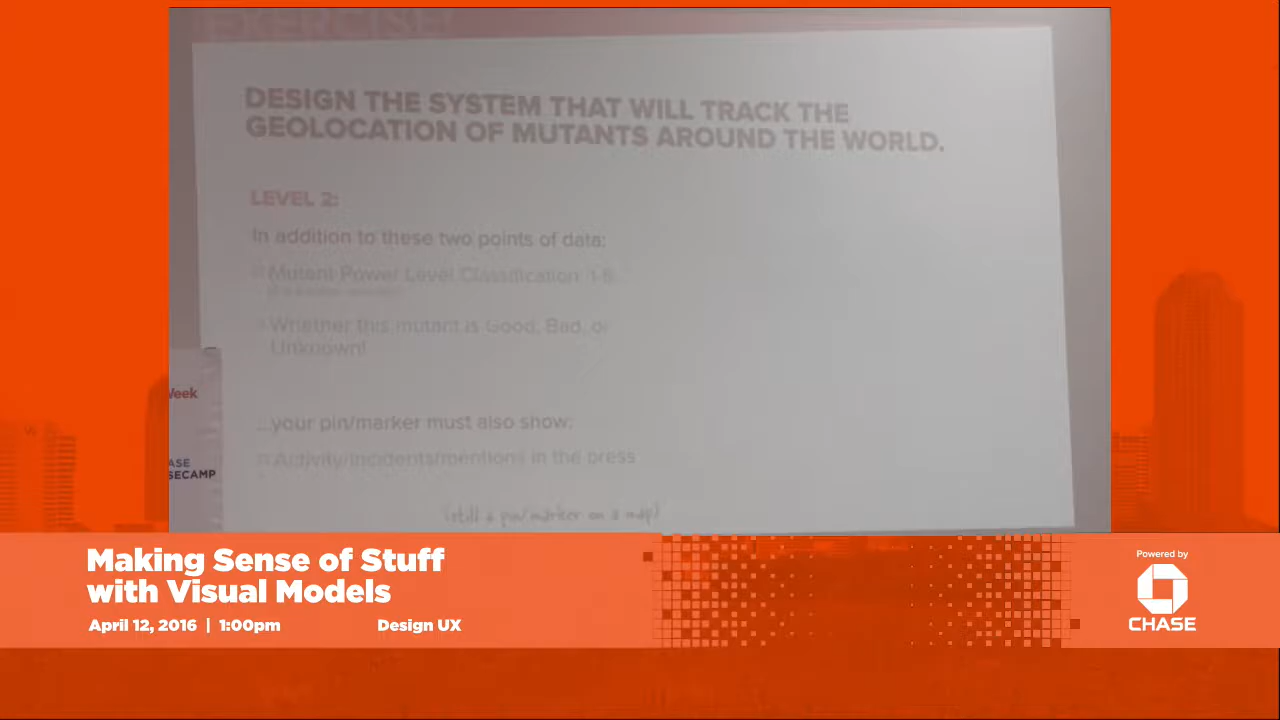 EXERCISE:
DESIGN THE SYSTEM THAT WILL TRACK THE
GEOLOCATION OF MUTANTS AROUND THE WORLD.
LEVEL 2:
In addition to these two points of data:
Mutant Power Level Classification 1-5
Whether this mutant is Good, Bad, or
Unknown!
...your pin/marker must also show:
Activity/incidents/mentions in the press
(still a pin/marker on a map)
Week
ASE
SECAMP
Making Sense of Stuff
with Visual Models
April 12, 2016 | 1:00pm
Design UX
Powered by
CHASE